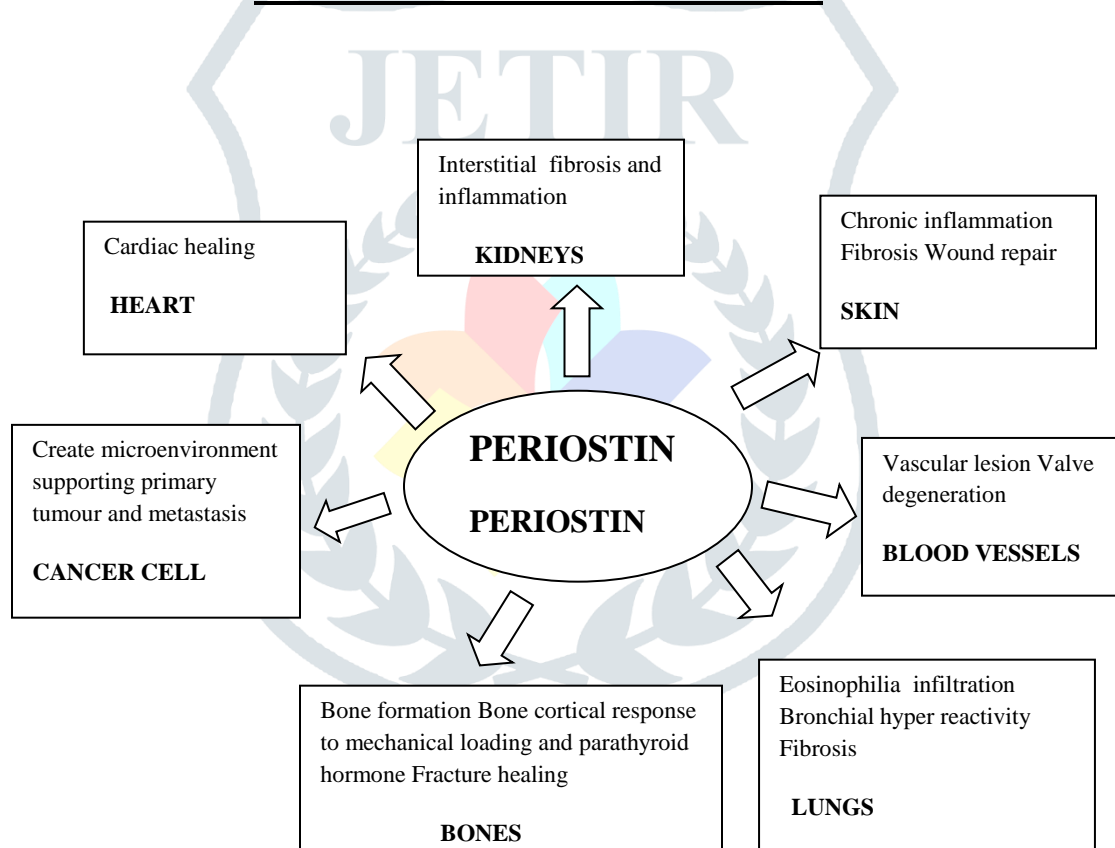 JETIR
Interstitial fibrosis and
inflammation
KIDNEYS
Cardiac healing
HEART
Chronic inflammation
Fibrosis Wound repair
SKIN
Create microenvironment
supporting primary
tumour and metastasis
CANCER CELL
PERIOSTIN
PERIOSTIN
Vascular lesion Valve
degeneration
BLOOD VESSELS
Bone formation Bone cortical response
to mechanical loading and parathyroid
hormone Fracture healing
BONES
Eosinophilia infiltration
Bronchial hyper reactivity
Fibrosis
LUNGS